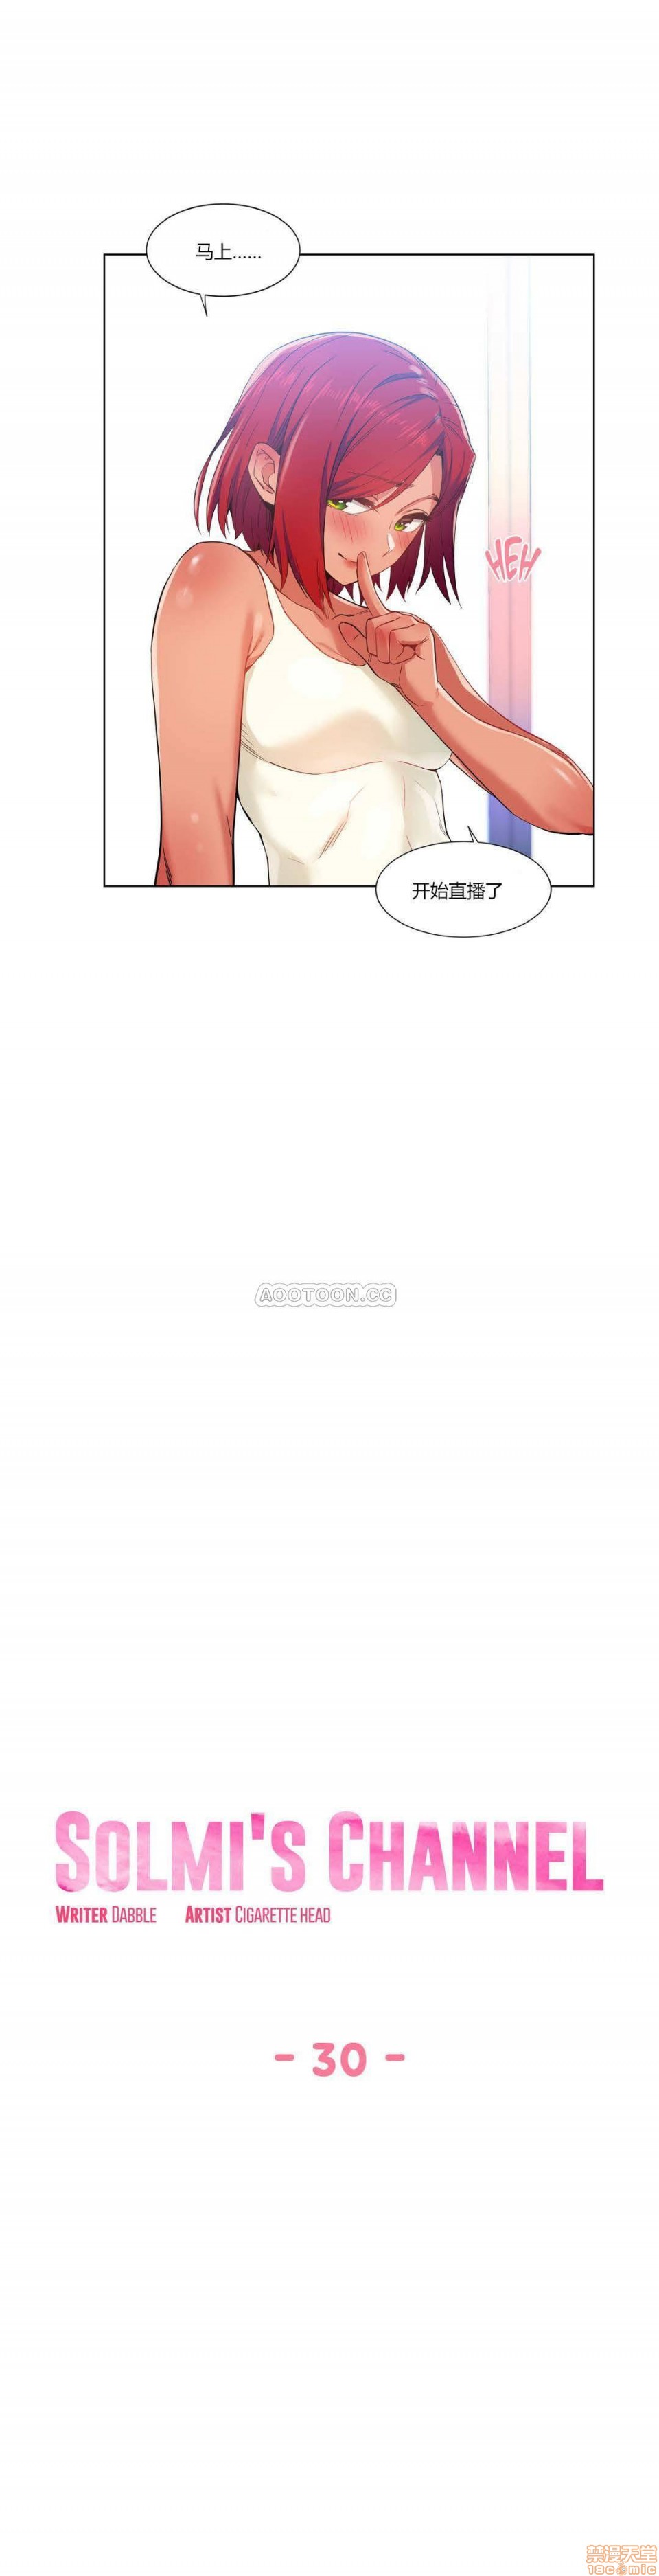 马上……
HEH
开始直播了
AOOTOON.CC
SOLMI'S CHANNEL
WRITER DABBLE ARTIST CIGARETTE HEAD
- 30 -
禁漫天堂
18comic